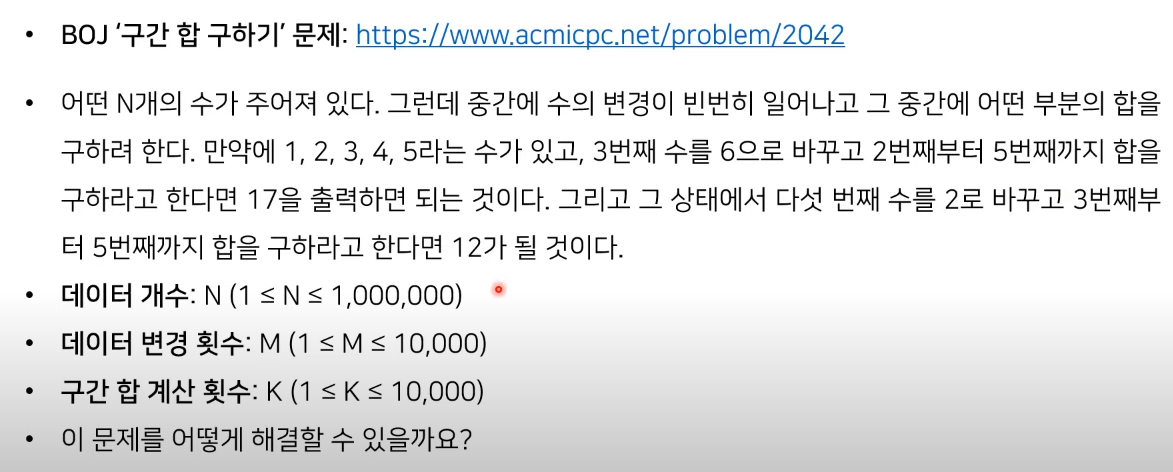 • BOJ ‘구간 합 구하기’ 문제: https://www.acmicpc.net/problem/2042
• 어떤 N개의 수가 주어져 있다. 그런데 중간에 수의 변경이 빈번히 일어나고 그 중간에 어떤 부분의 합을
구하려 한다. 만약에 1, 2, 3, 4, 5라는 수가 있고, 3번째 수를 6으로 바꾸고 2번째부터 5번째까지 합을
구하라고 한다면 17을 출력하면 되는 것이다. 그리고 그 상태에서 다섯 번째 수를 2로 바꾸고 3번째부
터 5번째까지 합을 구하라고 한다면 12가 될 것이다.
• 데이터 개수: N (1 ≤ N ≤ 1,000,000)
• 데이터 변경 횟수: M (1 ≤ M ≤ 10,000)
• 구간 합 계산 횟수: K (1 ≤ K ≤ 10,000)
• 이 문제를 어떻게 해결할 수 있을까요?